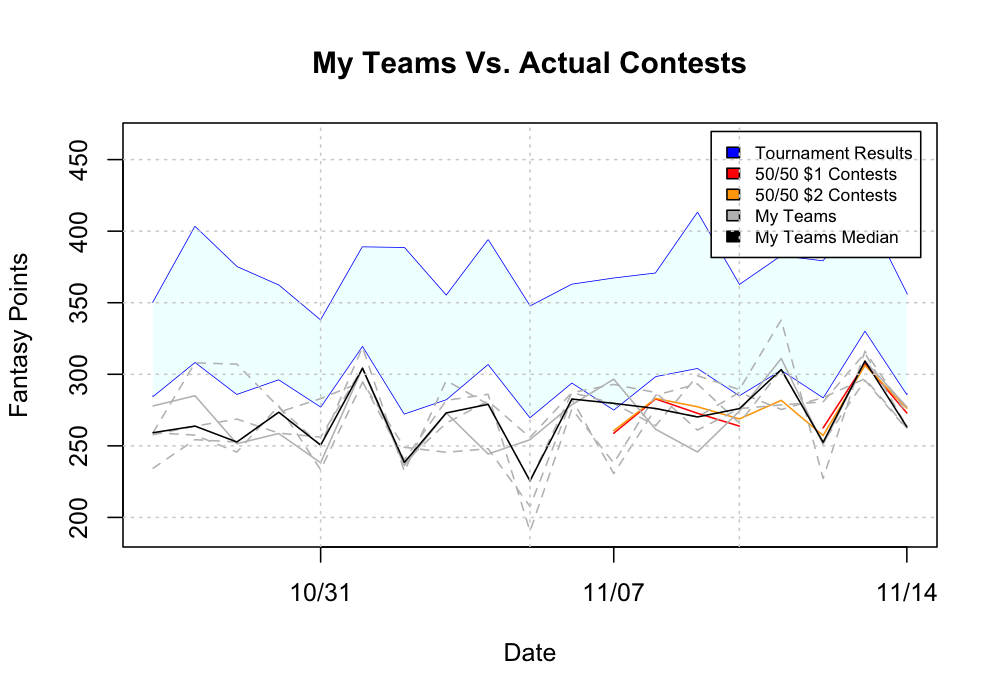 My Teams Vs. Actual Contests
Fantasy Points
450
400
350
300
250
200
Tournament Results
50/50 $1 Contests
50/50 $2 Contests
My Teams
My Teams Median
10/31
11/07
11/14
Date